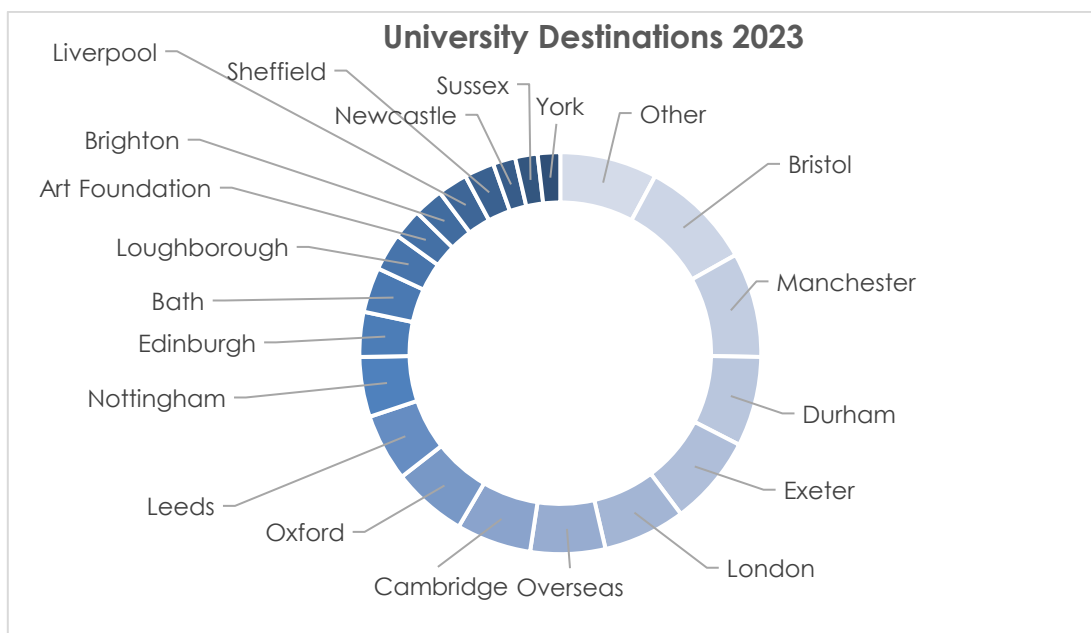 University Destinations 2023
Liverpool
Sheffield
Sussex
Newcastle
York
Other
Brighton
Bristol
Art Foundation
Loughborough
Manchester
Bath
Edinburgh
Nottingham
Durham
Exeter
Leeds
Oxford
London
Cambridge
Overseas